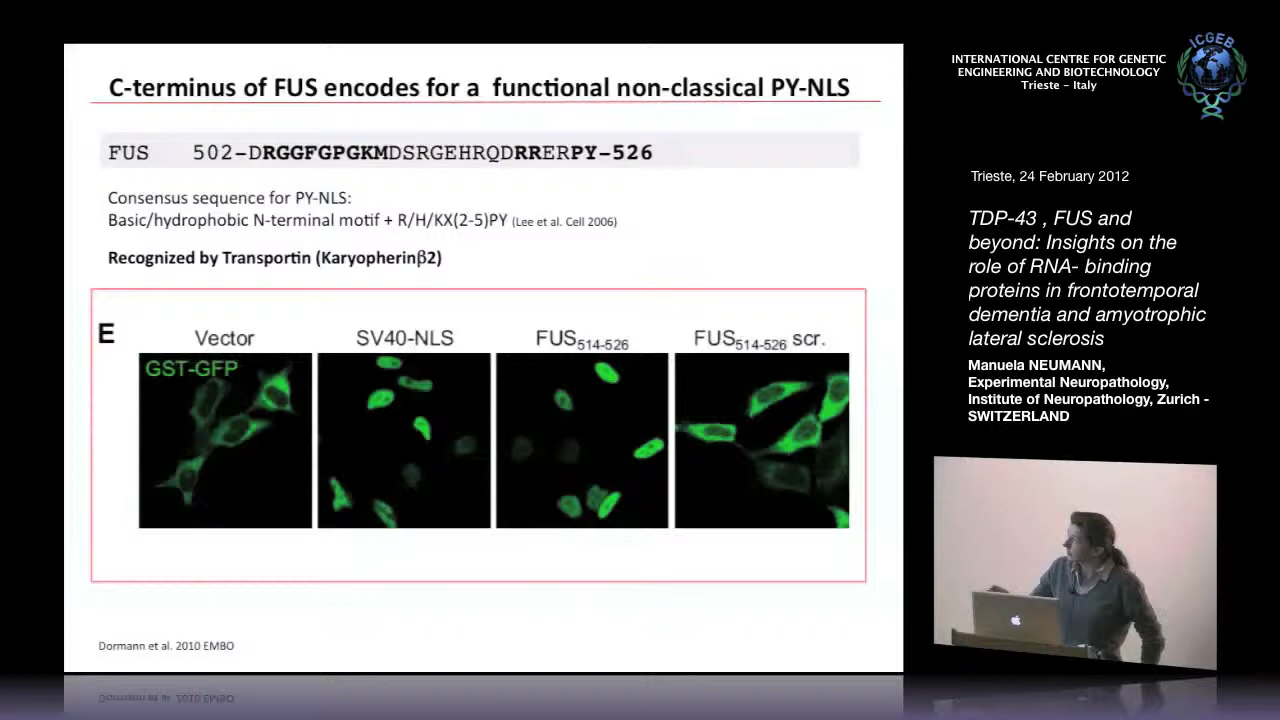 C-terminus of FUS encodes for a functional non-classical PY-NLS
FUS 502-DRGGFGPGKMDSRGEHRQDRRERPY-526
Consensus sequence for PY-NLS:
Basic/hydrophobic N-terminal motif + R/H/KX(2-5)PY (Lee et al. Cell 2006)
Recognized by Transportin (Karyopherinβ2)
E
Vector SV40-NLS FUS514-526 FUS514-526 scr.
GST-GFP
Dormann et al. 2010 EMBO
INTERNATIONAL CENTRE FOR GENETIC
ENGINEERING AND BIOTECHNOLOGY
Trieste - Italy
ICGEB
Trieste, 24 February 2012
TDP-43 , FUS and
beyond: Insights on the
role of RNA- binding
proteins in frontotemporal
dementia and amyotrophic
lateral sclerosis
Manuela NEUMANN,
Experimental Neuropathology,
Institute of Neuropathology, Zurich -
SWITZERLAND